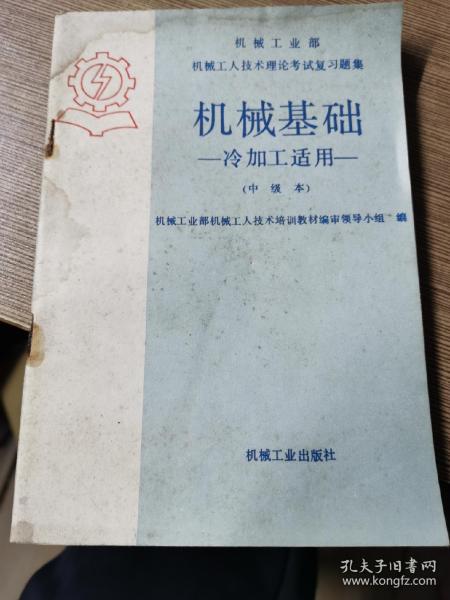 机械工业部
机械工人技术理论考试复习题集
机械基础
—冷加工适用—
(中级本)
机械工业部机械工人技术培训教材编审领导小组 编
机械工业出版社
孔夫子旧书网
www.kongfz.com